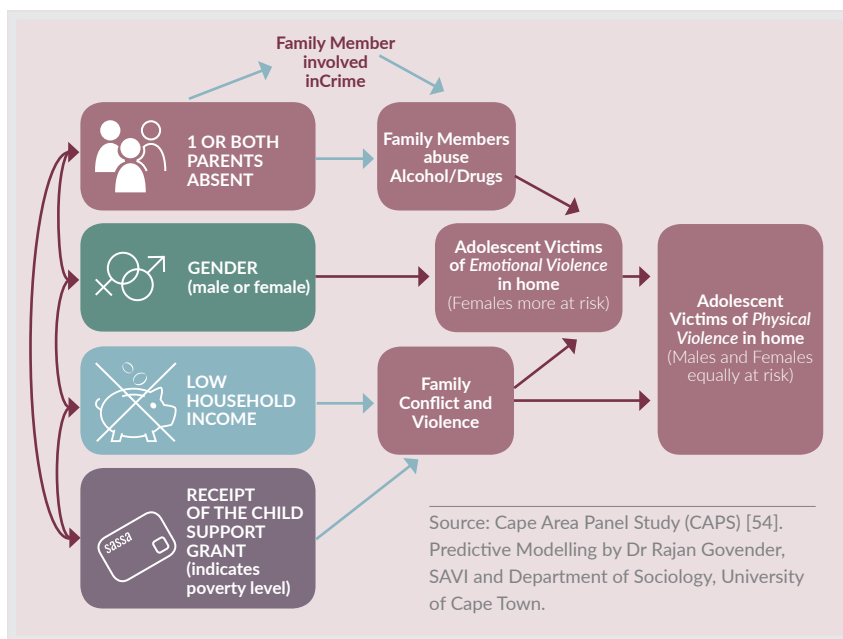 Family Member
involved
inCrime
1 OR BOTH
PARENTS
ABSENT
Family Members
abuse
Alcohol/Drugs
GENDER
(male or female)
Adolescent Victims
of Emotional Violence
in home
(Females more at risk)
Adolescent
Victims of Physical
Violence in home
(Males and Females
equally at risk)
LOW
HOUSEHOLD
INCOME
Family
Conflict and
Violence
sassa
RECEIPT
OF THE CHILD
SUPPORT
GRANT
(indicates
poverty level)
Source: Cape Area Panel Study (CAPS) [54].
Predictive Modelling by Dr Rajan Govender,
SAVI and Department of Sociology, University
of Cape Town.